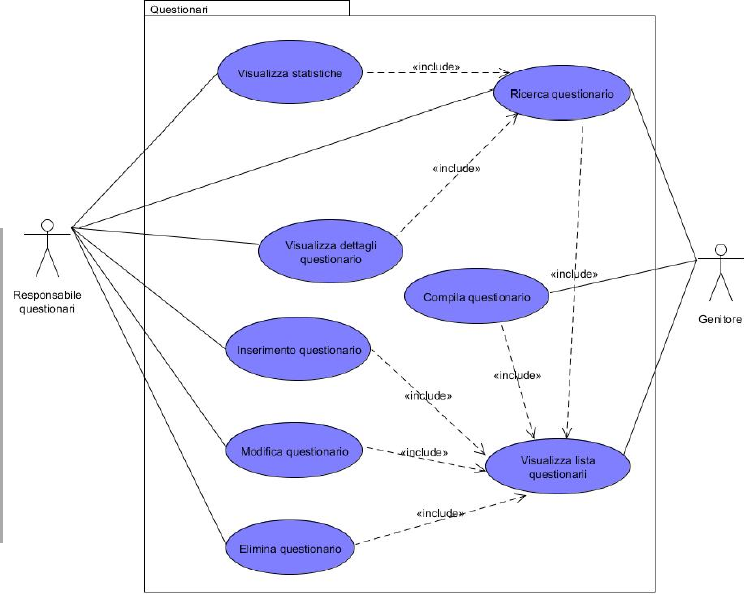 Questionari
Visualizza statistiche
«include»
Ricerca questionario
«include»
Visualizza dettagli
questionario
«include»
Compila questionario
Responsabile
questionari
Genitore
Inserimento questionario
«include»
«include»
Modifica questionario
«include»
Visualizza lista
questionarii
«include»
Elimina questionario